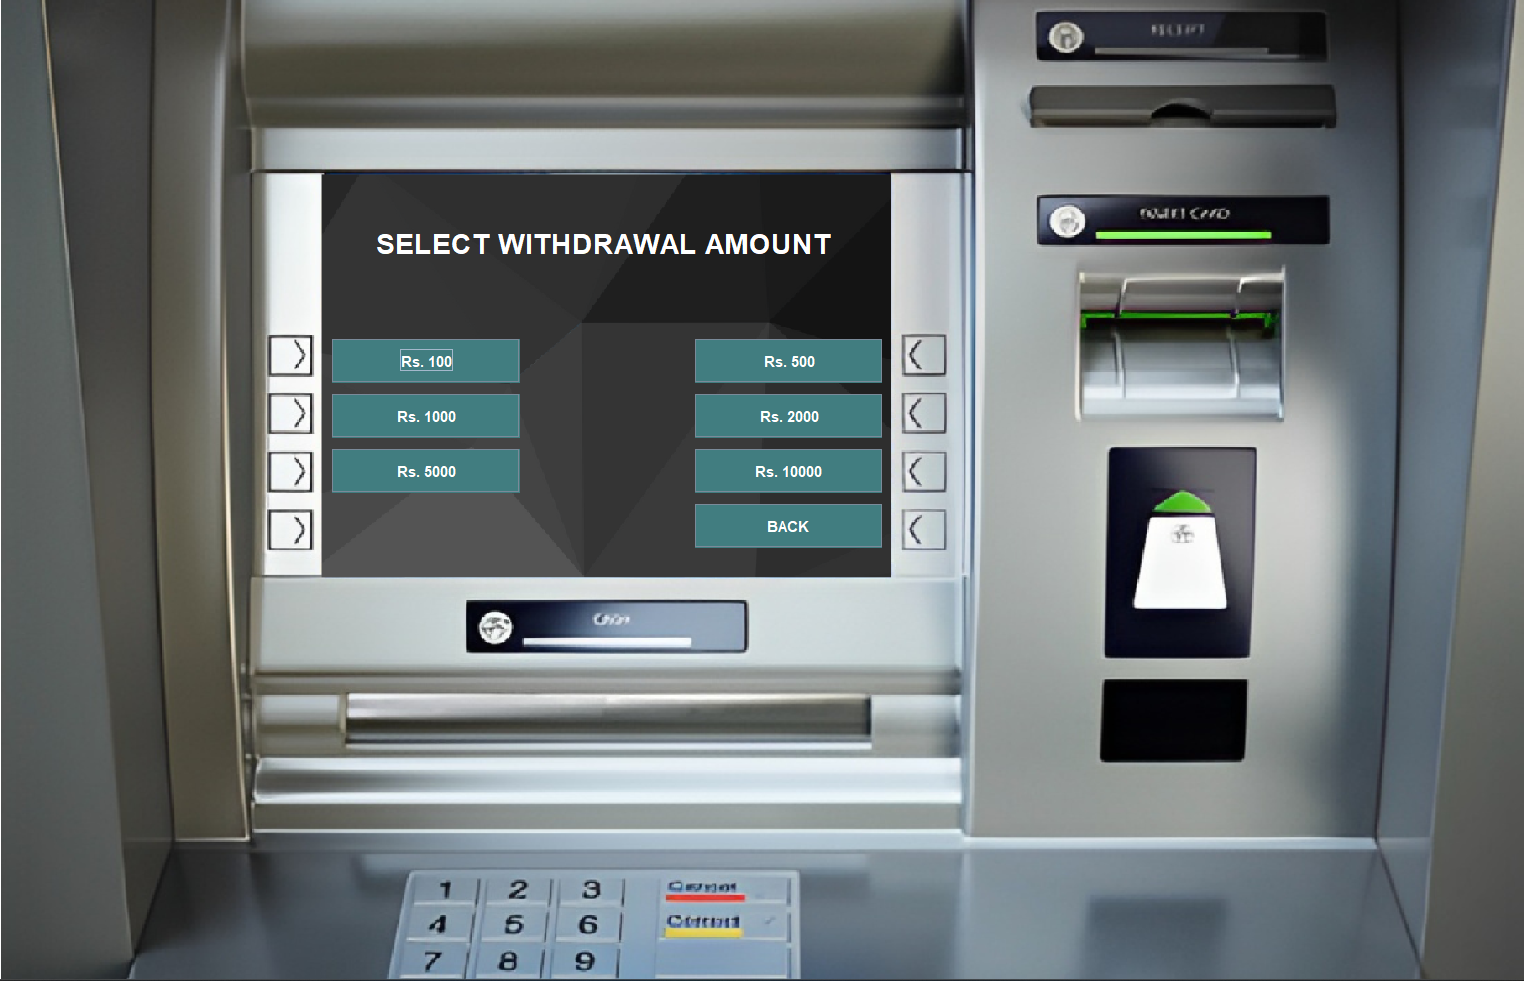 SELECT WITHDRAWAL AMOUNT
Rs. 100
Rs. 500
Rs. 1000
Rs. 2000
Rs. 5000
Rs. 10000
BACK
1 2 3
4 5 6
7 8 9